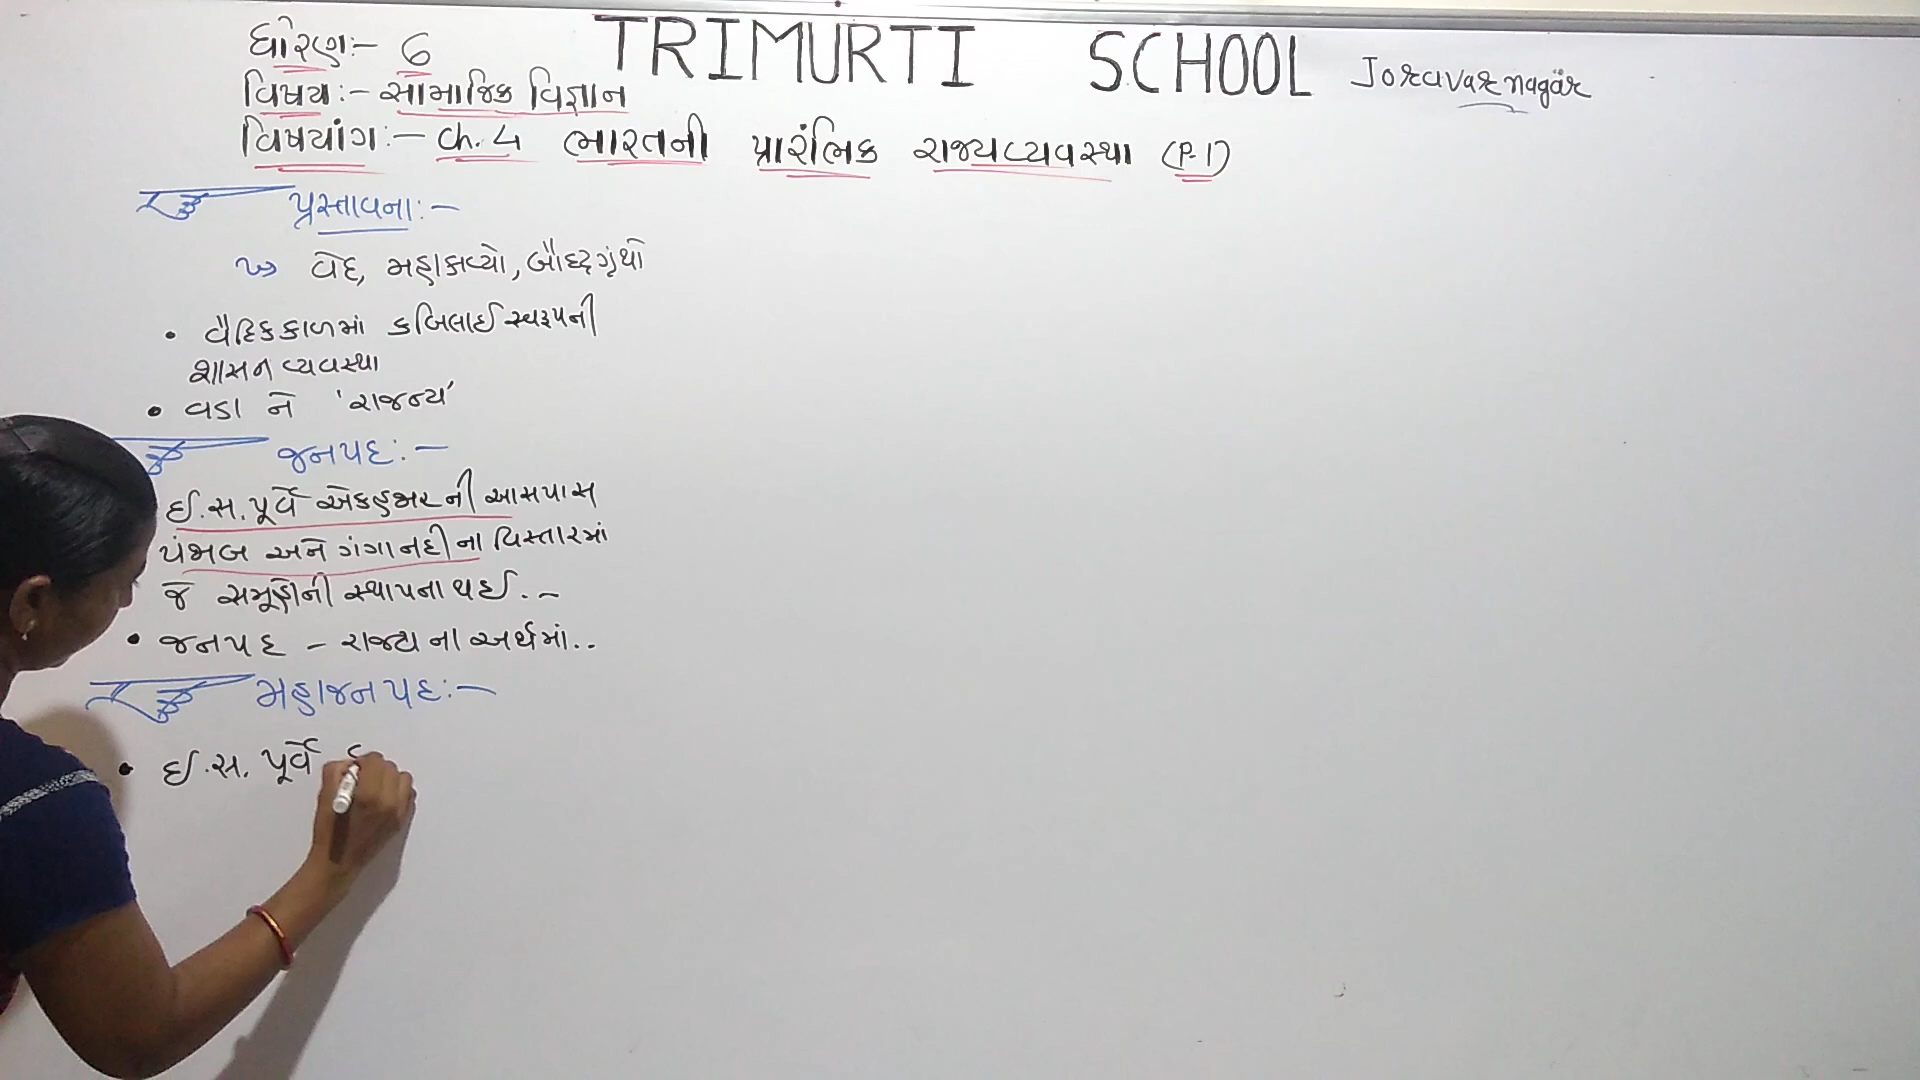 TRIMURTI SCHOOL Joravarnagar
ધોરણ:- 6
વિષય:- સામાજિક વિજ્ઞાન
વિષયાંગ:- ch. 4 ભારતની પ્રારંભિક રાજ્યવ્યવસ્થા (P-1)
પ્રસ્તાવના:-
વેદ, મહાકાવ્યો, બૌદ્ધગ્રંથો
• વૈદિકકાળમાં કબિલાઈ સ્વરૂપની
શાસન વ્યવસ્થા
• વડા ને 'રાજન્ય'
જનપદ:-
ઈ.સ. પૂર્વે એકહજાર ની આસપાસ
પંજાબ અને ગંગા નદી ના વિસ્તારમાં
જે સમૂહોની સ્થાપના થઈ. -
• જનપદ - રાજ્ય ના અર્થમાં..
મહાજનપદ:-
• ઈ.સ. પૂર્વે